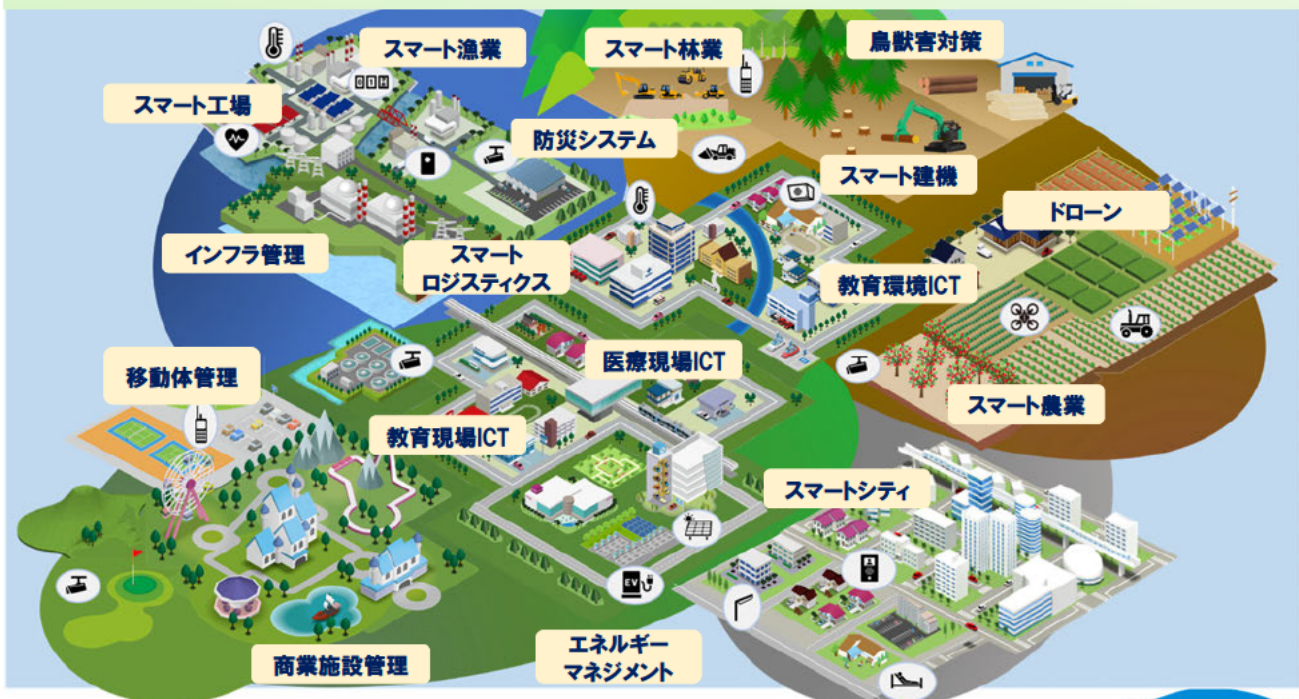 スマート漁業
スマート林業
鳥獣害対策
スマート工場
防災システム
スマート建機
ドローン
インフラ管理
スマート
ロジスティクス
教育環境ICT
医療現場ICT
移動体管理
スマート農業
教育現場ICT
スマートシティ
EV
エネルギー
マネジメント
商業施設管理